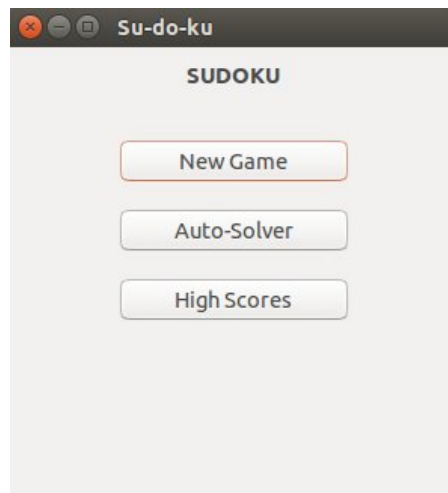 Su-do-ku
SUDOKU
New Game
Auto-Solver
High Scores